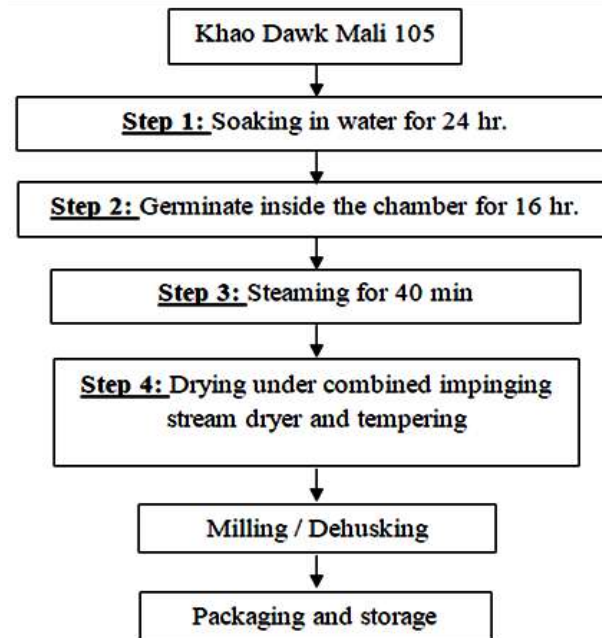 Khao Dawk Mali 105
Step 1: Soaking in water for 24 hr.
Step 2: Germinate inside the chamber for 16 hr.
Step 3: Steaming for 40 min
Step 4: Drying under combined impinging
stream dryer and tempering
Milling / Dehusking
Packaging and storage